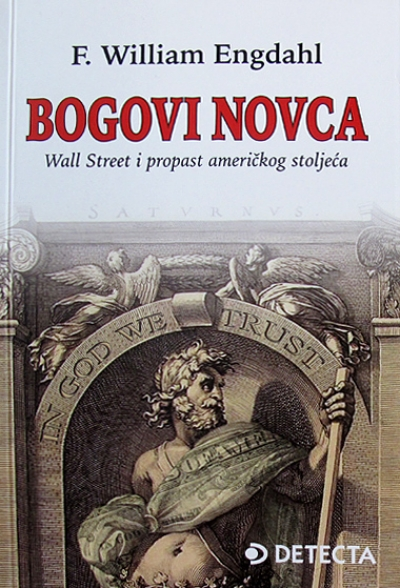 F. William Engdahl
BOGOVI NOVCA
Wall Street i propast američkog stoljeća
SATVRNVS
IN GOD WE TRUST
DETECTA